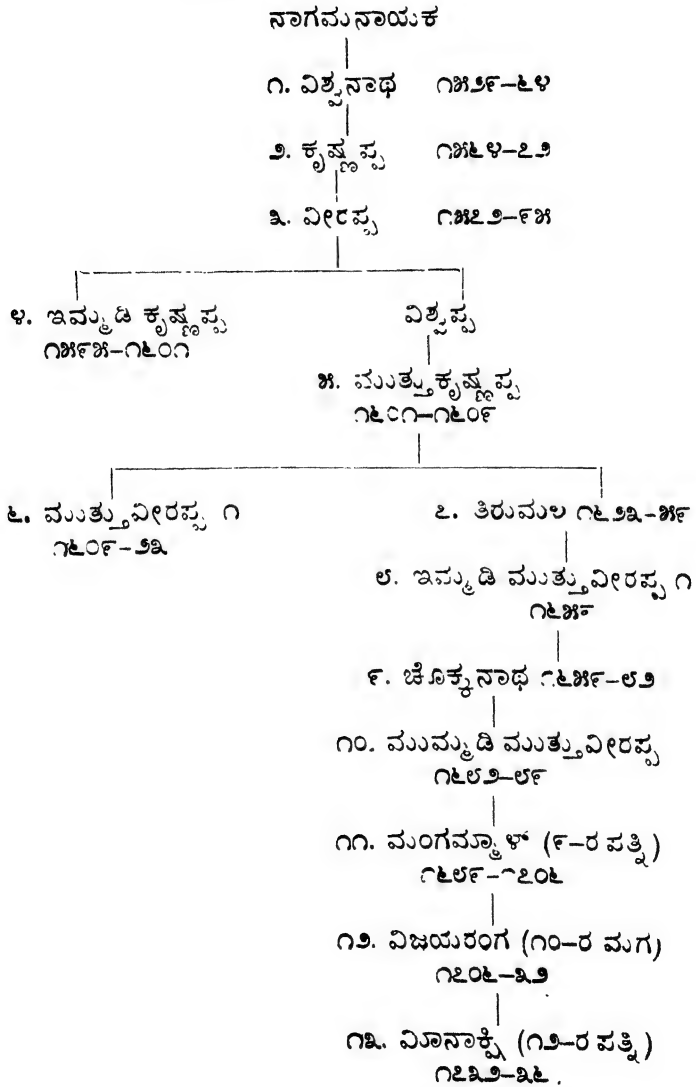 ನಾಗಮನಾಯಕ
೧. ವಿಶ್ವನಾಥ ೧೫೨೯–೬೪
೨. ಕೃಷ್ಣಪ್ಪ ೧೫೬೪–೭೨
೩. ವೀರಪ್ಪ ೧೫೭೨–೯೫
೪. ಇಮ್ಮಡಿ ಕೃಷ್ಣಪ್ಪ ವಿಶ್ವಪ್ಪ
೧೫೯೫–೧೬೦೧
೫. ಮುತ್ತುಕೃಷ್ಣಪ್ಪ
೧೬೦೧–೧೬೦೯
೬. ಮುತ್ತುವೀರಪ್ಪ ೧ ೭. ತಿರುಮಲ ೧೬೨೩-೫೯
೧೬೦೯-೨೩
೮. ಇಮ್ಮಡಿ ಮುತ್ತುವೀರಪ್ಪ ೧
೧೬೫೯
೯. ಚೊಕ್ಕನಾಥ ೧೬೫೯–೮೨
೧೦. ಮುಮ್ಮಡಿ ಮುತ್ತುವೀರಪ್ಪ
೧೬೮೨–೮೯
೧೧. ಮಂಗಮ್ಮಾಳ್ (೯–ರ ಪತ್ನಿ)
೧೬೮೯–೧೭೦೬
೧೨. ವಿಜಯರಂಗ (೧೦–ರ ಮಗ)
೧೭೦೬–೩೨
೧೩. ಮೀನಾಕ್ಷಿ (೧೨–ರ ಪತ್ನಿ)
೧೭೩೨–೩೬.